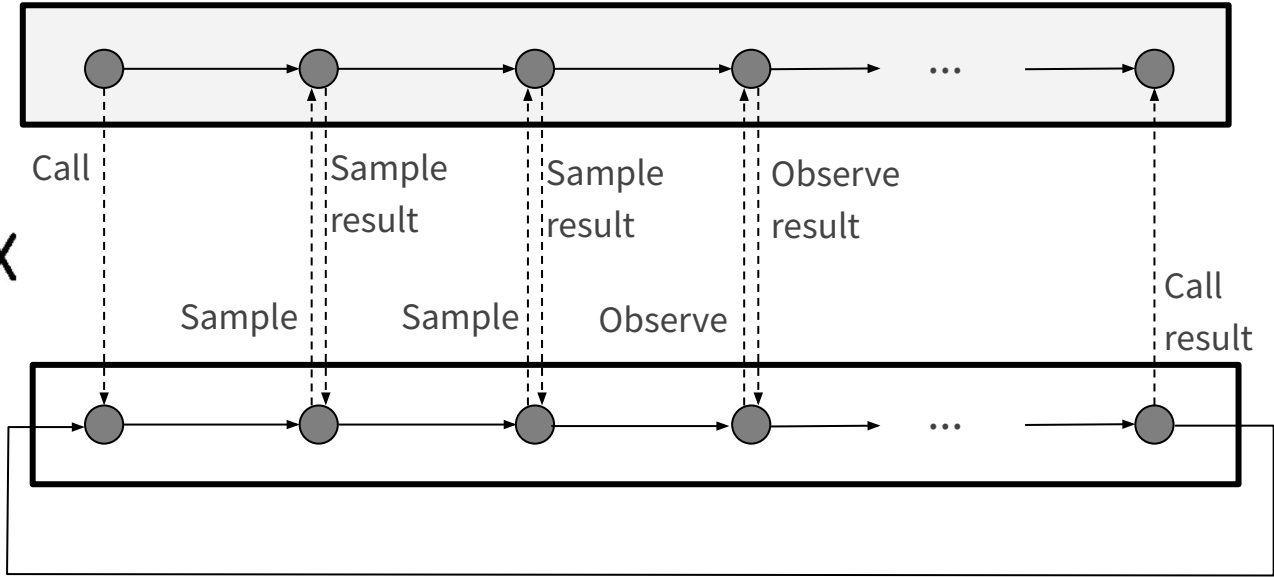 ...
Call
Sample
result
Sample
result
Observe
result
x
Sample
Sample
Observe
Call
result
...